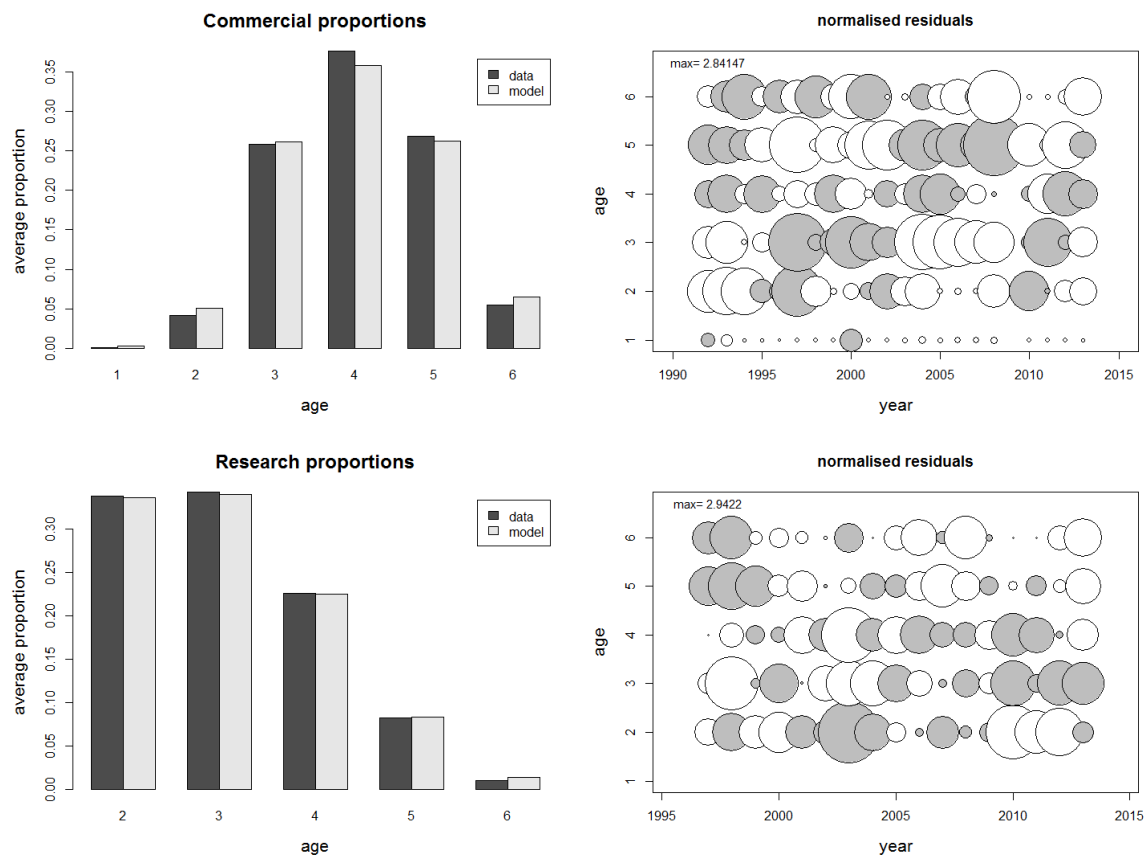 Commercial proportions
average proportion
0.00 0.05 0.10 0.15 0.20 0.25 0.30 0.35
data
model
1 2 3 4 5 6
age
normalised residuals
max= 2.84147
age
1 2 3 4 5 6
1990 1995 2000 2005 2010 2015
year
Research proportions
average proportion
0.00 0.05 0.10 0.15 0.20 0.25 0.30
data
model
2 3 4 5 6
age
normalised residuals
max= 2.9422
age
1 2 3 4 5 6
1995 2000 2005 2010 2015
year